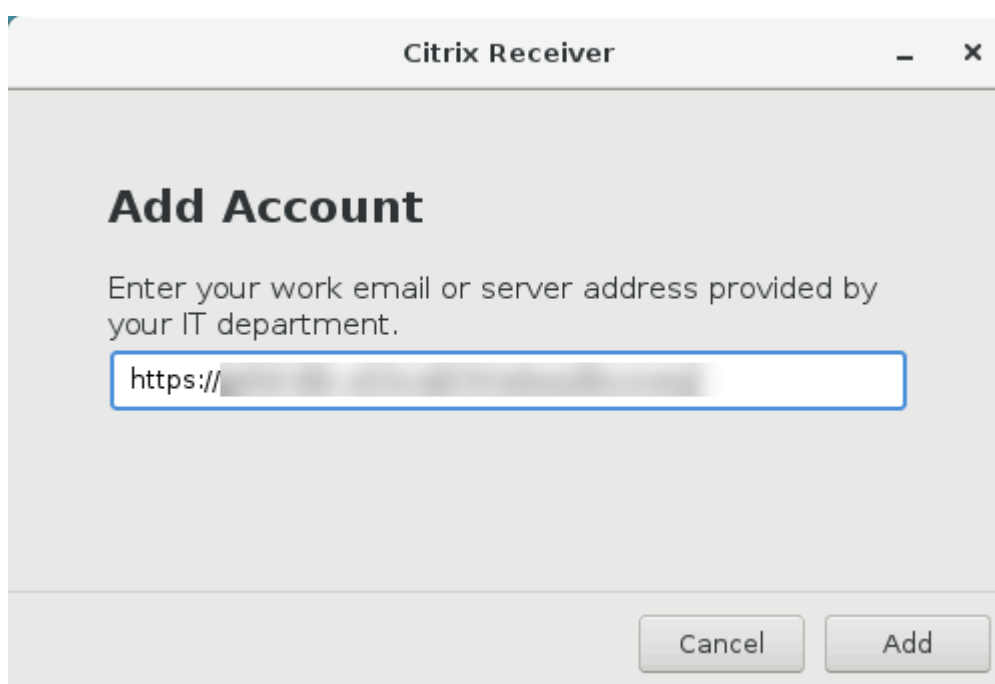 Citrix Receiver
Add Account
Enter your work email or server address provided by
your IT department.
https://
Cancel
Add